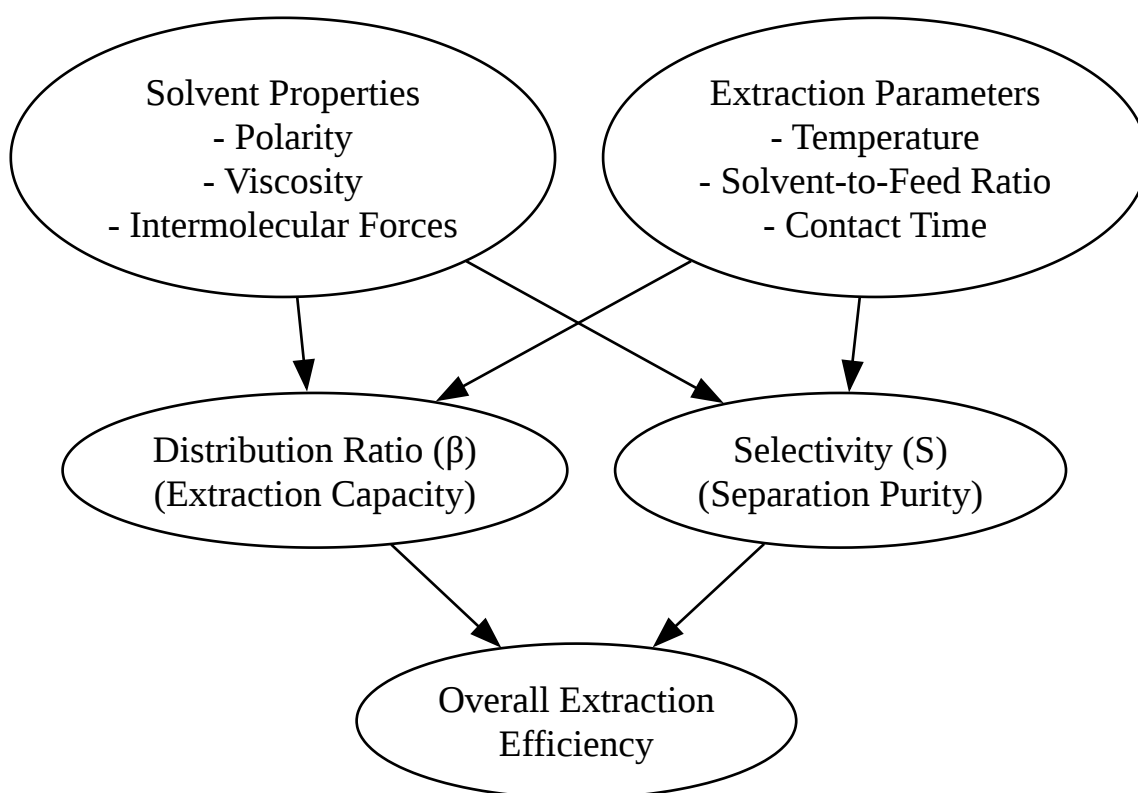 Solvent Properties
- Polarity
- Viscosity
- Intermolecular Forces
Extraction Parameters
- Temperature
- Solvent-to-Feed Ratio
- Contact Time
Distribution Ratio (β)
(Extraction Capacity)
Selectivity (S)
(Separation Purity)
Overall Extraction
Efficiency